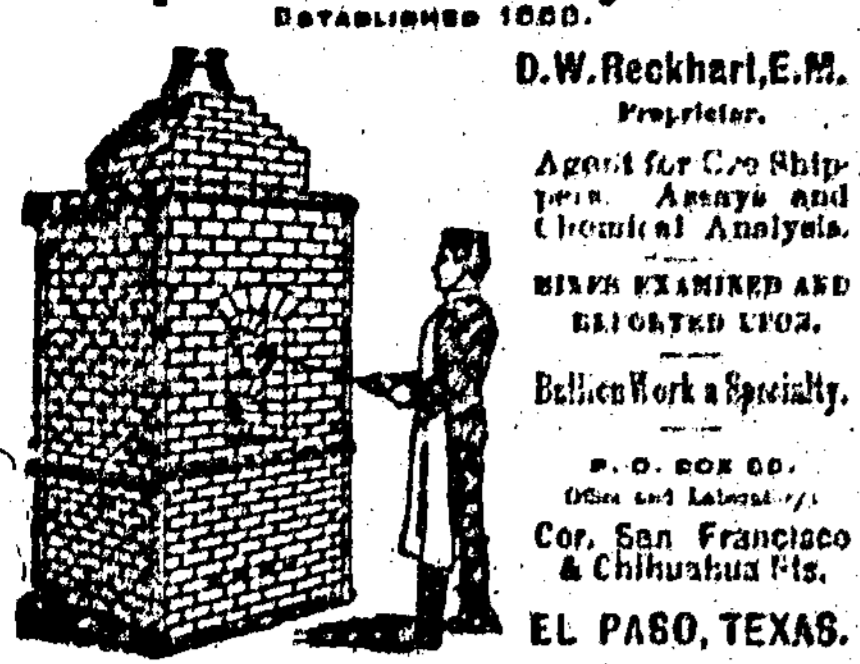 ESTABLISHED
D.W. Reckhart, E.M.
Proprietor.
Agent for Ore Ship-
pers. Assays and
Chemical Analysis.
MINES EXAMINED AND
REPORTED UPON.
Bullion Work a Specialty.
P. O. BOX
Office and Laboratory:
Cor. San Francisco
& Chihuahua Sts.
EL PASO, TEXAS.